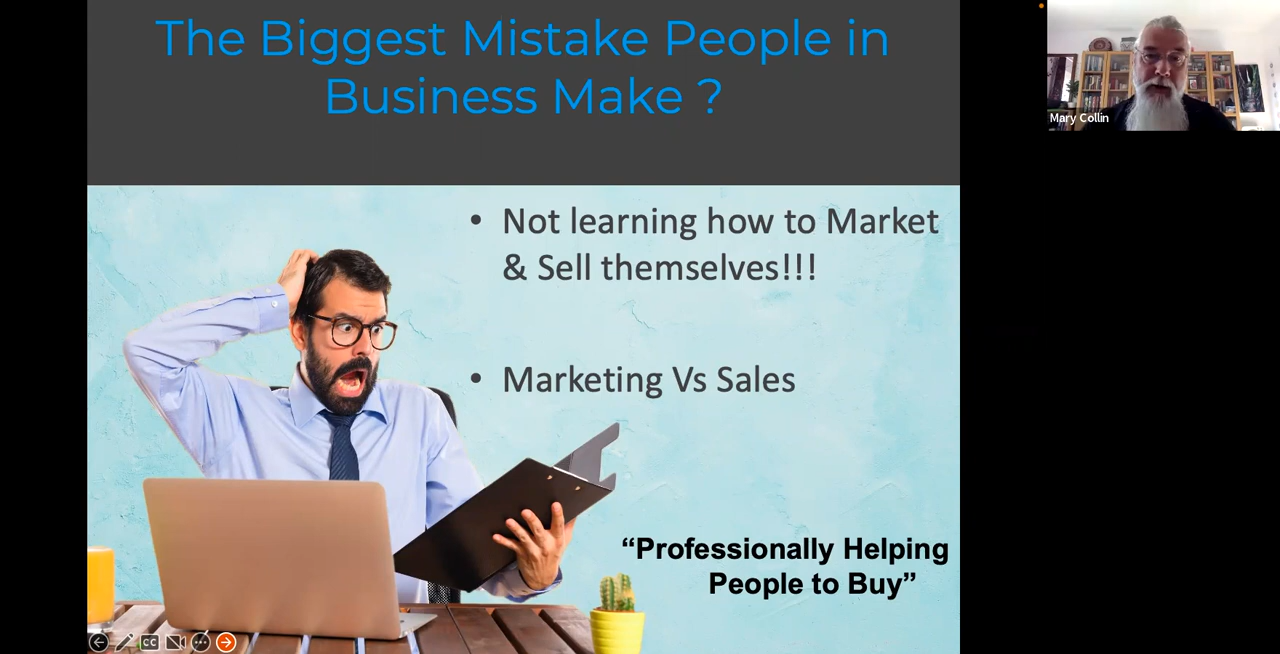 The Biggest Mistake People in
Business Make ?
Mary Collin
• Not learning how to Market
& Sell themselves!!!
• Marketing Vs Sales
“Professionally Helping
People to Buy”
CC